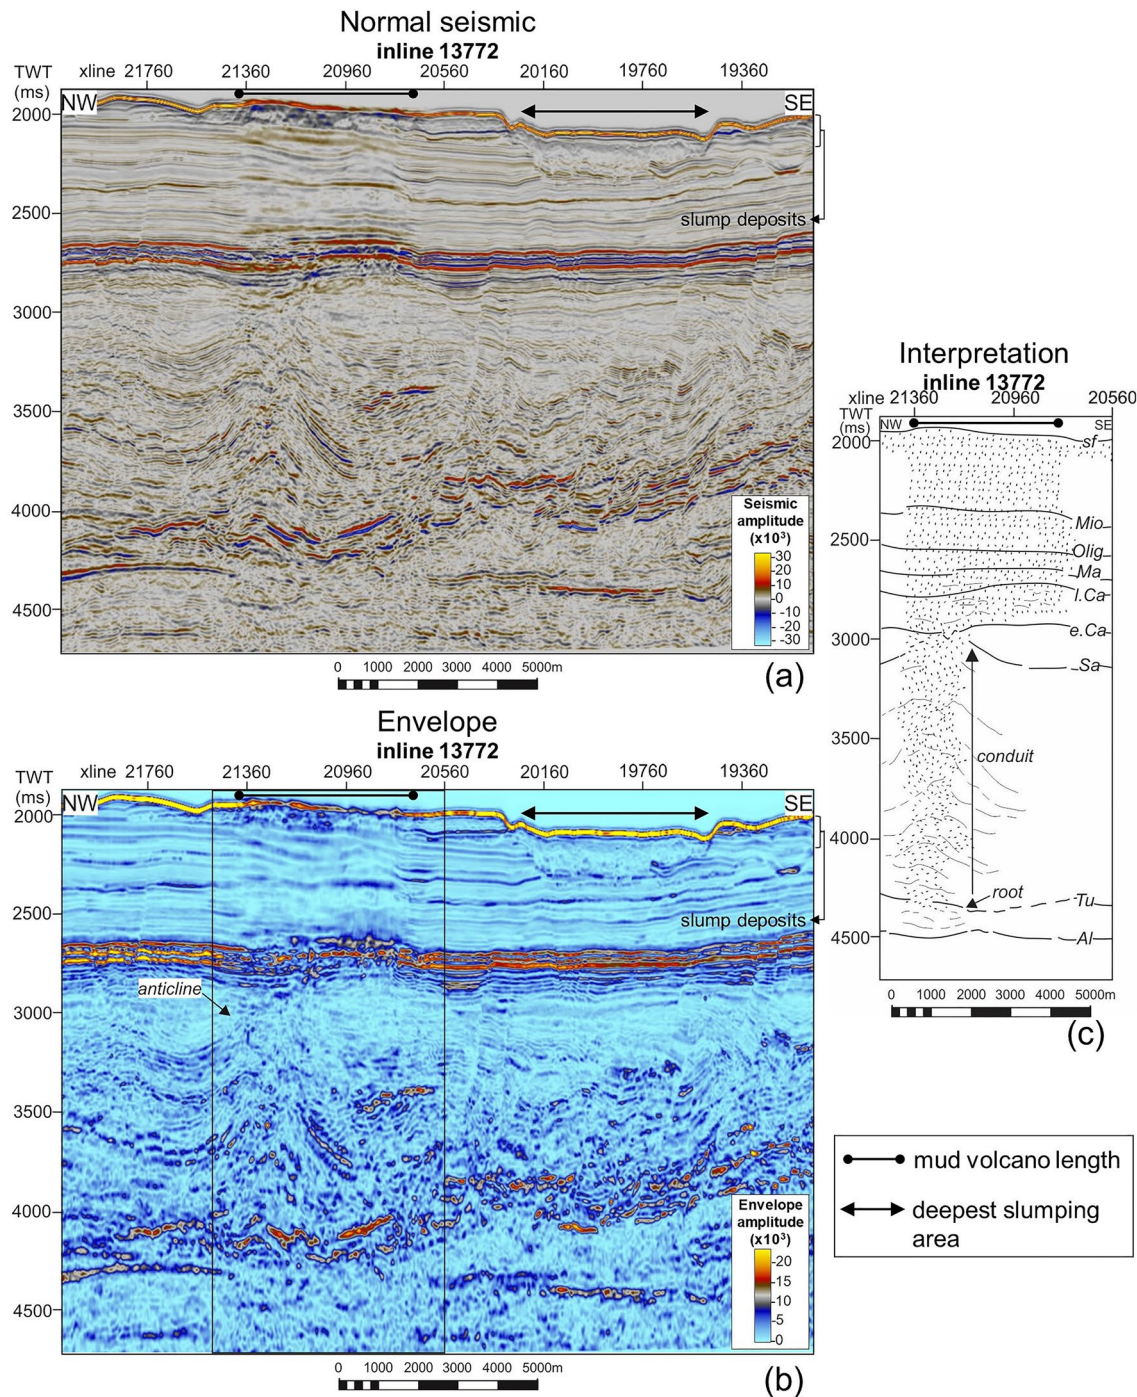 Normal seismic
inline 13772
TWT
(ms)
xline 21760 21360 20960 20560 20160 19760 19360
NW
SE
2000
2500
slump deposits
3000
3500
4000
4500
Seismic
amplitude
(x10³)
30
20
10
0
-10
-20
-30
0 1000 2000 3000 4000 5000m
(a)
Envelope
inline 13772
TWT
(ms)
xline 21760 21360 20960 20560 20160 19760 19360
NW
SE
2000
2500
slump deposits
anticline
3000
3500
4000
4500
Envelope
amplitude
(x10³)
20
15
10
5
0
0 1000 2000 3000 4000 5000m
(b)
Interpretation
inline 13772
xline 21360 20960 20560
TWT
(ms)
NW
SE
2000
sf
Mio
2500
Olig
Ma
l.Ca
e.Ca
3000
Sa
3500
conduit
4000
root
Tu
4500
Al
0 1000 2000 3000 4000 5000m
(c)
mud volcano length
deepest slumping
area